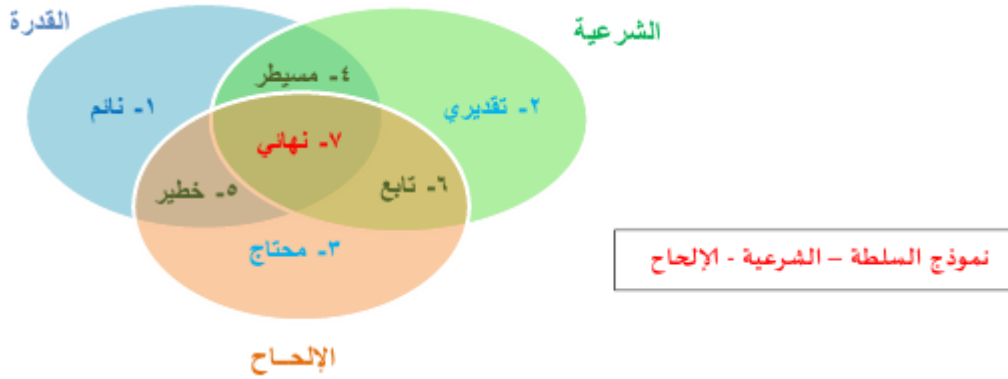 القدرة
الشرعية
٤- مسيطر
١- نائم
٢- تقديري
٧- نهائي
٥- خطير
٦- تابع
٣- محتاج
نموذج السلطة – الشرعية - الإلحاح
الإلحــاح